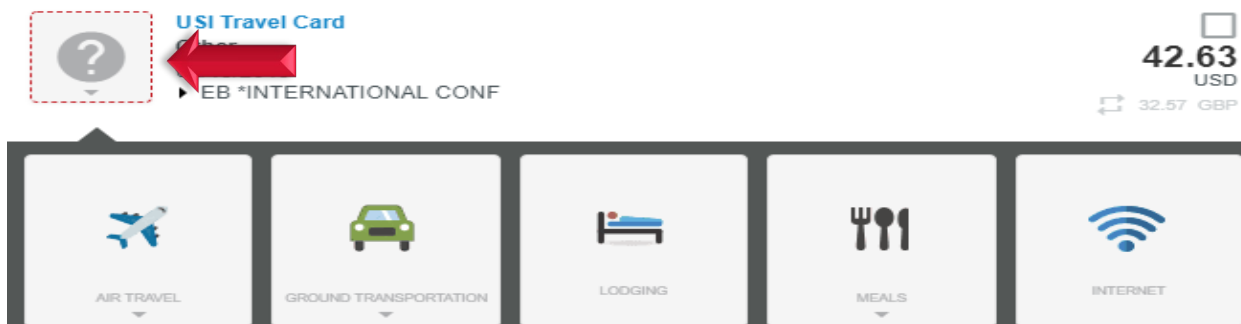 USI Travel Card
Other
42.63
USD
EB *INTERNATIONAL CONF
32.57 GBP
AIR TRAVEL
GROUND TRANSPORTATION
LODGING
MEALS
INTERNET